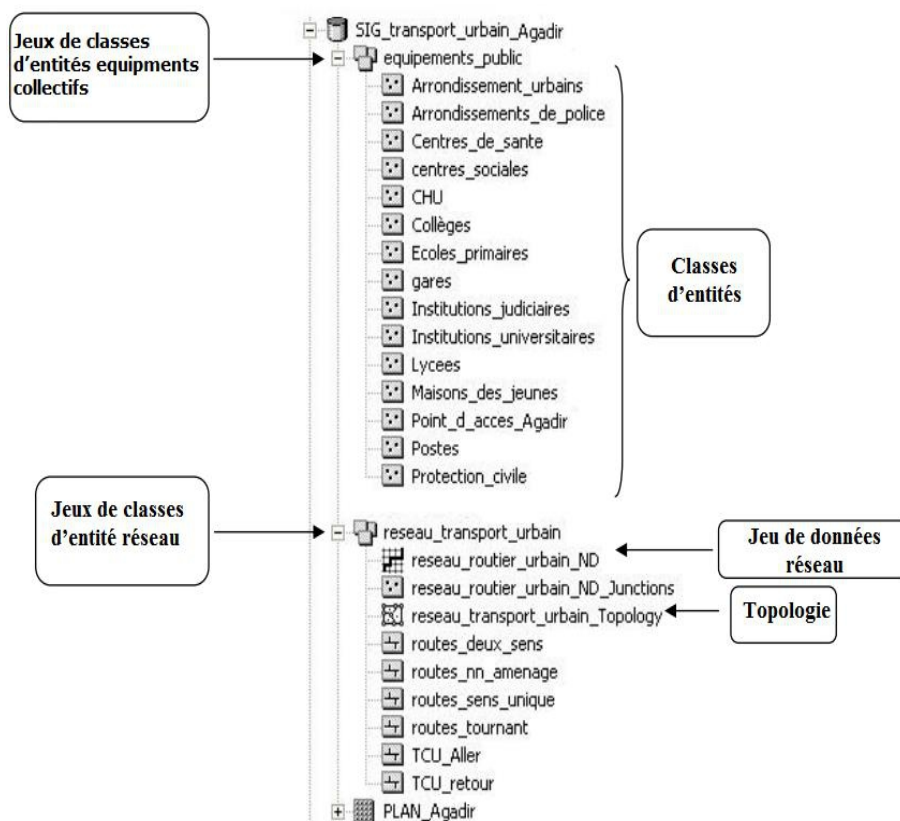 SIG_transport_urbain_Agadir
Jeux de classes
d'entités equipments
collectifs
equipements_public
Arrondissement_urbains
Arrondissements_de_police
Centres_de_sante
centres_sociales
CHU
Collèges
Ecoles_primaires
gares
Institutions_judiciaires
Institutions_universitaires
Lycees
Maisons_des_jeunes
Point_d_acces_Agadir
Postes
Protection_civile
Classes
d'entités
Jeux de classes
d'entité réseau
reseau_transport_urbain
reseau_routier_urbain_ND
reseau_routier_urbain_ND_Junctions
reseau_transport_urbain_Topology
routes_deux_sens
routes_nn_amenage
routes_sens_unique
routes_tournant
TCU_Aller
TCU_retour
PLAN_Agadir
Jeu de données
réseau
Topologie